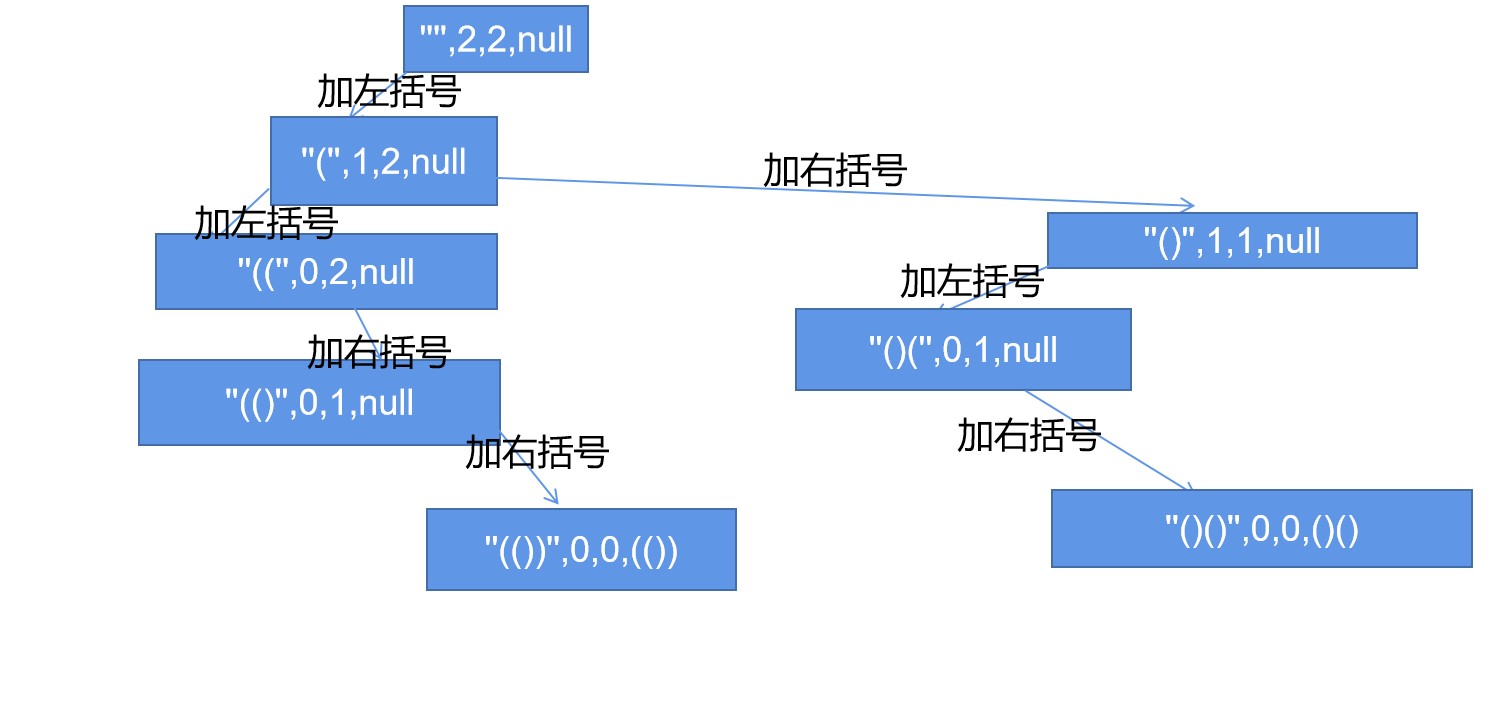 "",2,2,null
加左括号
"(",1,2,null
加右括号
加左括号
"()",1,1,null
"((",0,2,null
加左括号
加右括号
"()(",0,1,null
"(()",0,1,null
加右括号
加右括号
"(())",0,0,(())
"()()",0,0,()()